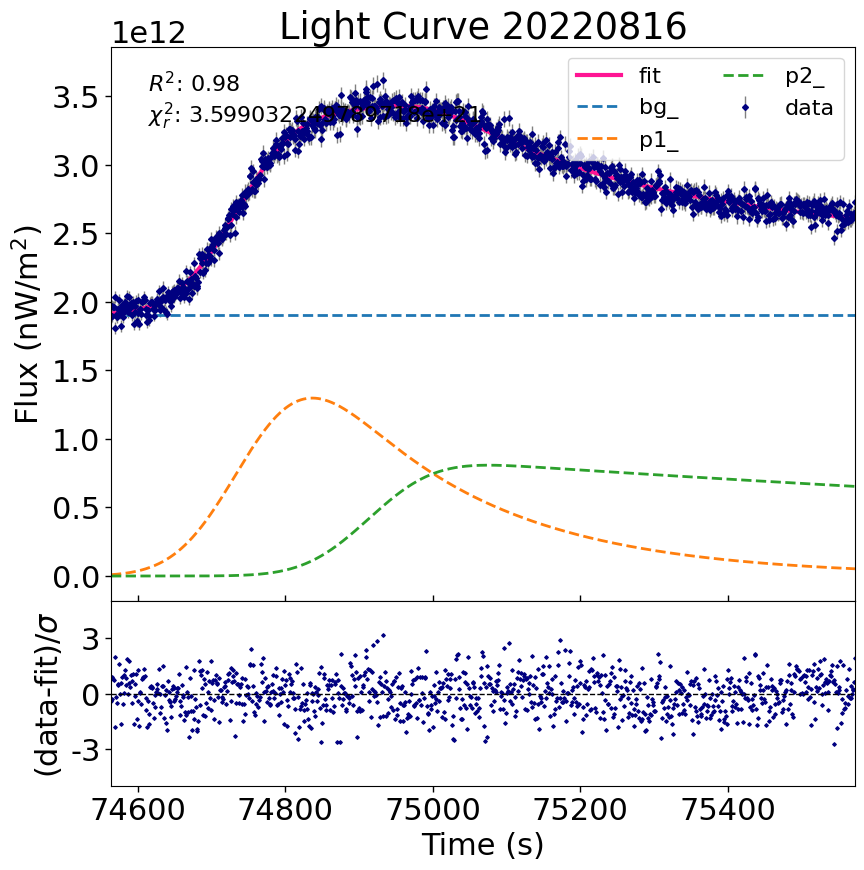 Light Curve 20220816
1e12
R²: 0.98
χ²ᵣ:
fit
bg_
p1_
p2_
data
3.5
3.0
2.5
2.0
1.5
1.0
0.5
0.0
Flux (nW/m²)
3
0
-3
(data-fit)/σ
74600 74800 75000 75200 75400
Time (s)